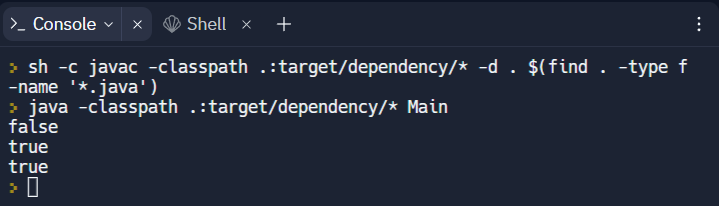 Console
Shell
sh -c javac -classpath .:target/dependency/* -d . $(find . -type f
-name '*.java')
java -classpath .:target/dependency/* Main
false
true
true